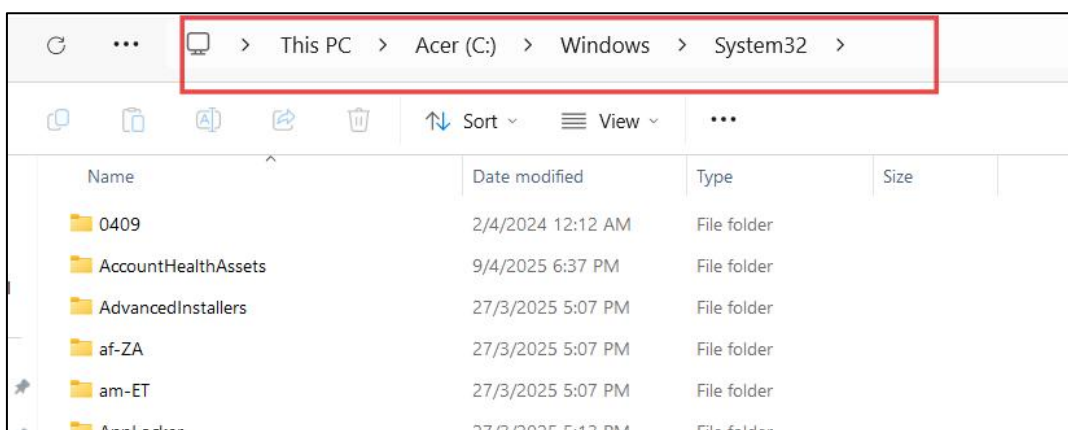 This PC > Acer (C:) > Windows > System32 >
Sort View
Name Date modified Type Size
0409 2/4/2024 12:12 AM File folder
AccountHealthAssets 9/4/2025 6:37 PM File folder
AdvancedInstallers 27/3/2025 5:07 PM File folder
af-ZA 27/3/2025 5:07 PM File folder
am-ET 27/3/2025 5:07 PM File folder